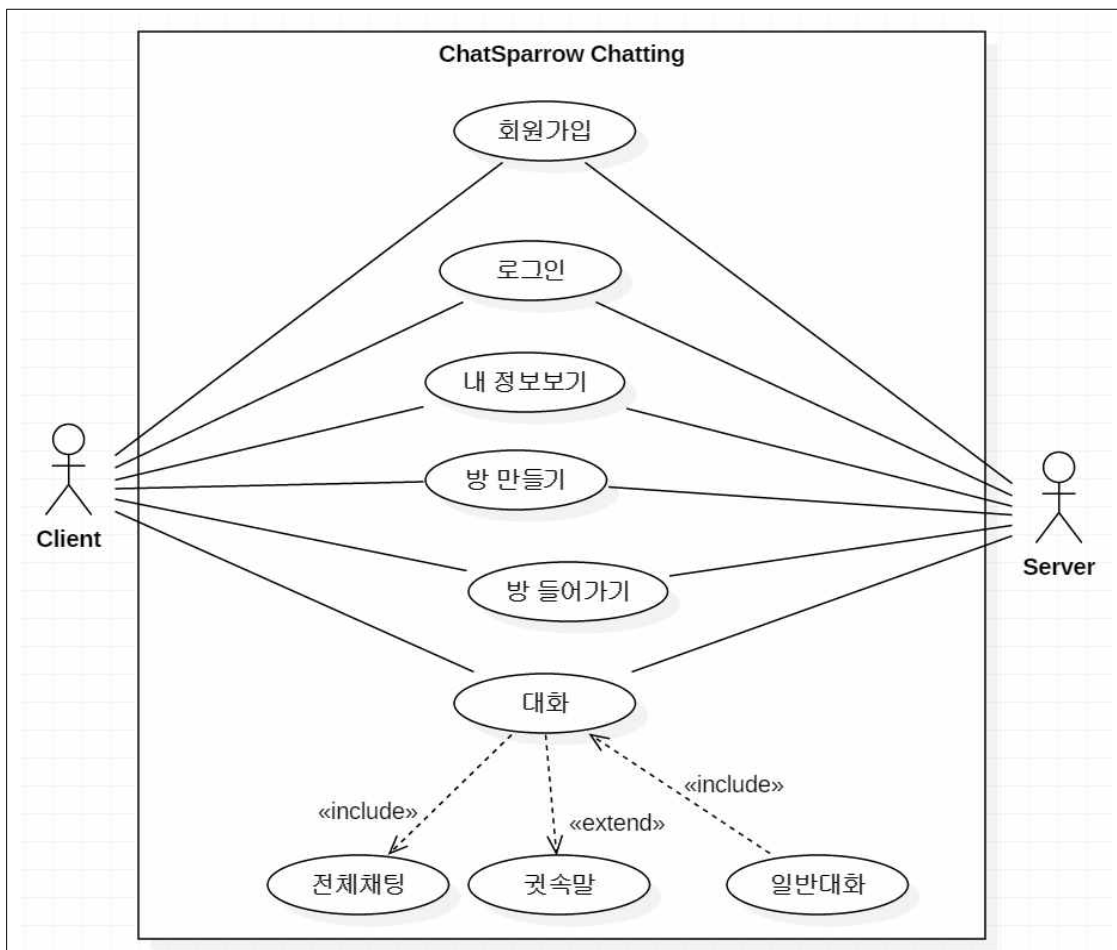 ChatSparrow Chatting
회원가입
로그인
내 정보보기
방 만들기
Client
Server
방 들어가기
대화
«include»
«extend»
«include»
전체채팅
귓속말
일반대화